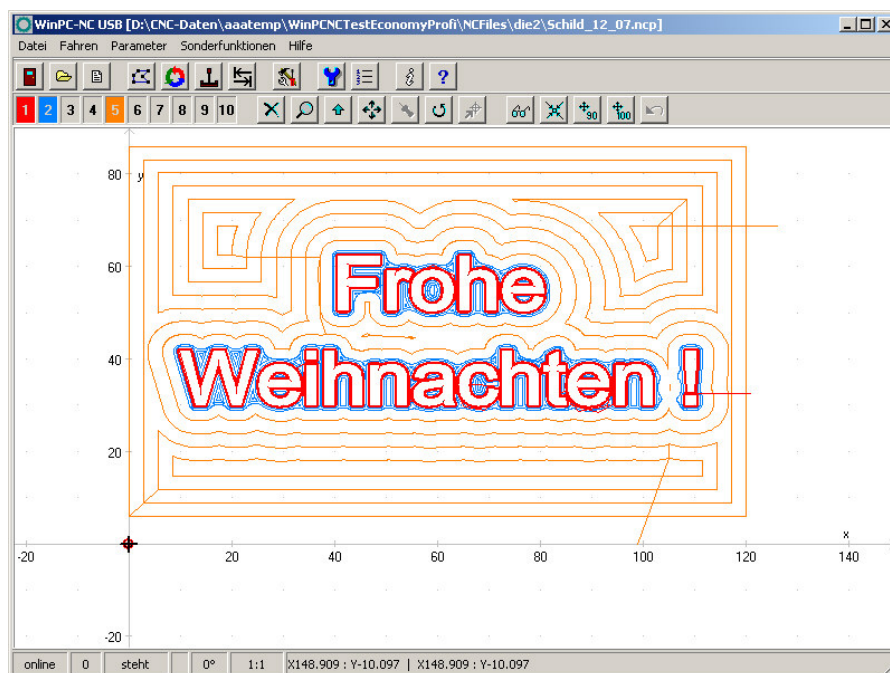 WinPC-NC USB [D:\CNC-Daten\aaatemp\WinPCNCTestEconomyProfi\NCFiles\die2\Schild_12_07.ncp]
Datei Fahren Parameter Sonderfunktionen Hilfe
1 2 3 4 5 6 7 8 9 10 90 100
80
y
60
Frohe
40
Weihnachten !
20
x
-20 20 40 60 80 100 120 140
-20
online 0 steht 0° 1:1 X148.909 : Y-10.097 | X148.909 : Y-10.097